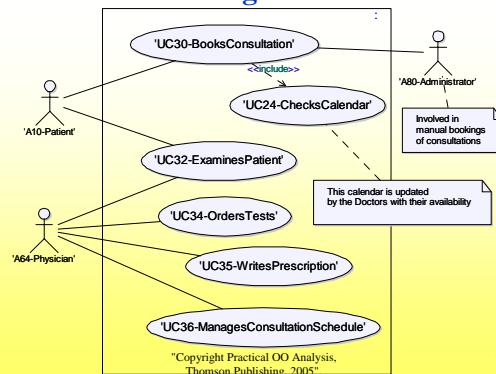 :
'UC30-BooksConsultation'
<<include>>
'A80-Administrator'
'UC24-ChecksCalendar'
'A10-Patient'
Involved in
manual bookings
of consultations
'UC32-ExaminesPatient'
This calendar is updated
by the Doctors with their availability
'UC34-OrdersTests'
'A64-Physician'
'UC35-WritesPrescription'
'UC36-ManagesConsultationSchedule'
"Copyright Practical OO Analysis,
Thomson Publishing, 2005"